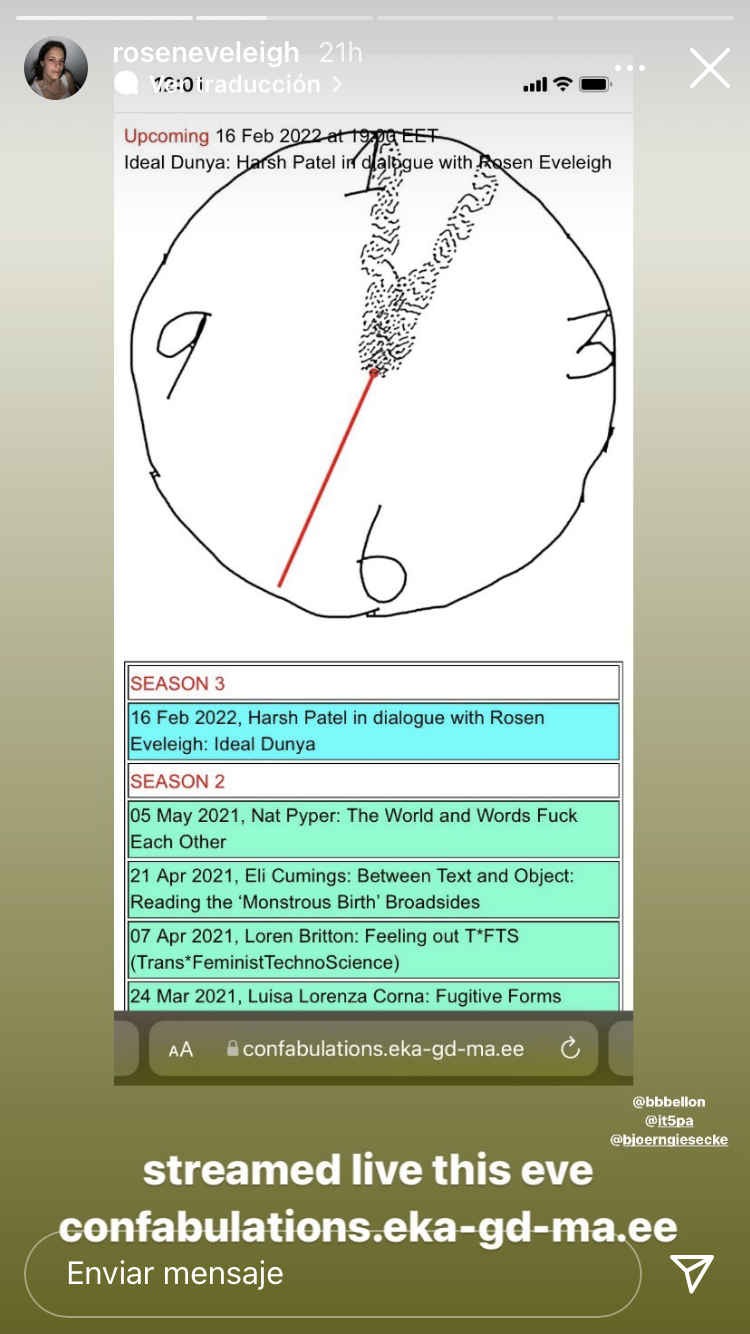 roseneveleigh 21h
Ver traducción
Upcoming 16 Feb 2022 at 19:00 EET
Ideal Dunya: Harsh Patel in dialogue with Rosen Eveleigh
9
3
6
SEASON 3
16 Feb 2022, Harsh Patel in dialogue with Rosen
Eveleigh: Ideal Dunya
SEASON 2
05 May 2021, Nat Pyper: The World and Words Fuck
Each Other
21 Apr 2021, Eli Cumings: Between Text and Object:
Reading the ‘Monstrous Birth’ Broadsides
07 Apr 2021, Loren Britton: Feeling out T*FTS
(Trans*FeministTechnoScience)
24 Mar 2021, Luisa Lorenza Corna: Fugitive Forms
AA confabulations.eka-gd-ma.ee
@bbbellon
@it5pa
@bjoerngiesecke
streamed live this eve
confabulations.eka-gd-ma.ee
Enviar mensaje